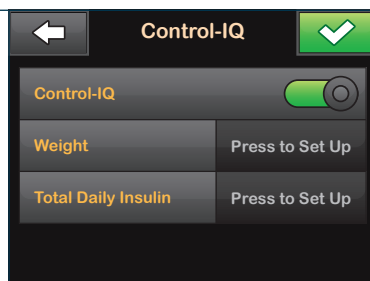 Control-IQ
Control-IQ
Weight Press to Set Up
Total Daily Insulin Press to Set Up